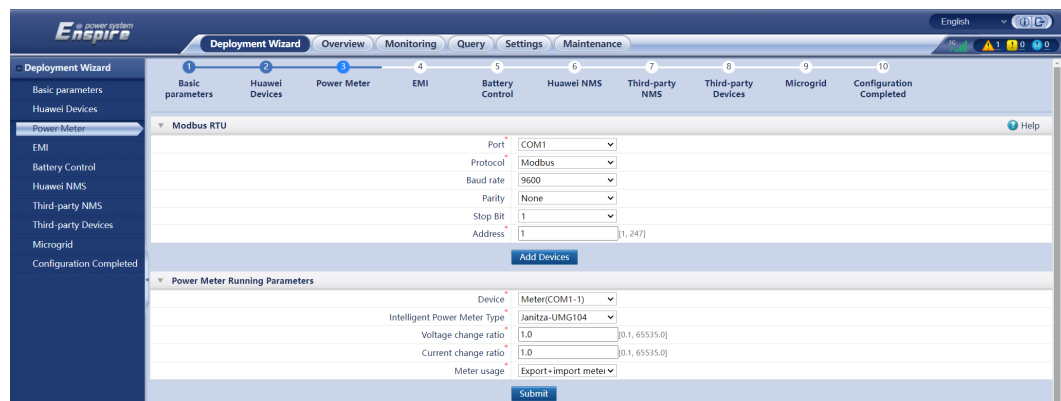 e power system
Enspire
English
Deployment Wizard Overview Monitoring Query Settings Maintenance
3G 1 0 0
Deployment Wizard
Basic parameters
Huawei Devices
Power Meter
EMI
Battery Control
Huawei NMS
Third-party NMS
Third-party Devices
Microgrid
Configuration Completed
1 2 3 4 5 6 7 8 9 10
Basic parameters
Huawei Devices
Power Meter
EMI
Battery Control
Huawei NMS
Third-party NMS
Third-party Devices
Microgrid
Configuration Completed
Modbus RTU Help
Port* COM1
Protocol* Modbus
Baud rate 9600
Parity None
Stop Bit 1
Address* 1 [1, 247]
Add Devices
Power Meter Running Parameters
Device* Meter(COM1-1)
Intelligent Power Meter Type* Janitza-UMG104
Voltage change ratio* 1.0 [0.1, 65535.0]
Current change ratio* 1.0 [0.1, 65535.0]
Meter usage* Export+import meter
Submit